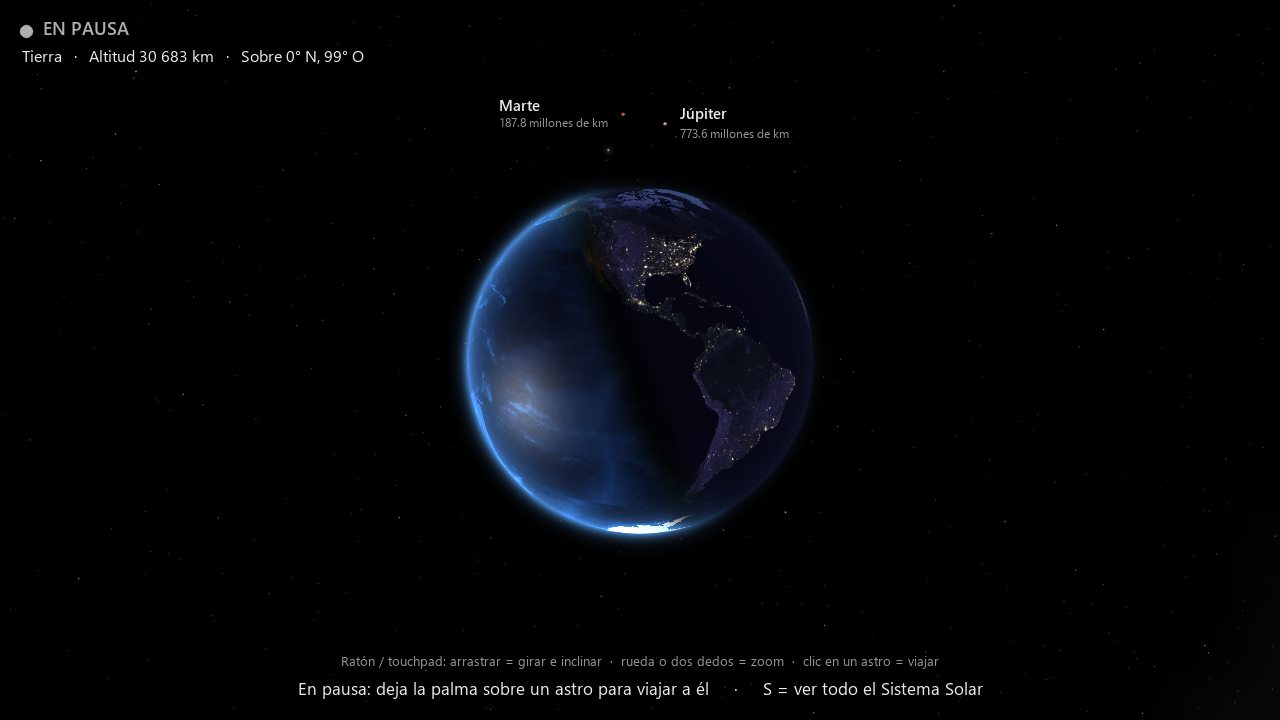 EN PAUSA
Tierra · Altitud 30 683 km · Sobre 0° N, 99° O
Marte
187.8 millones de km
Júpiter
773.6 millones de km
Ratón / touchpad: arrastrar = girar e inclinar · rueda o dos dedos = zoom · clic en un astro = viajar
En pausa: deja la palma sobre un astro para viajar a él · S = ver todo el Sistema Solar